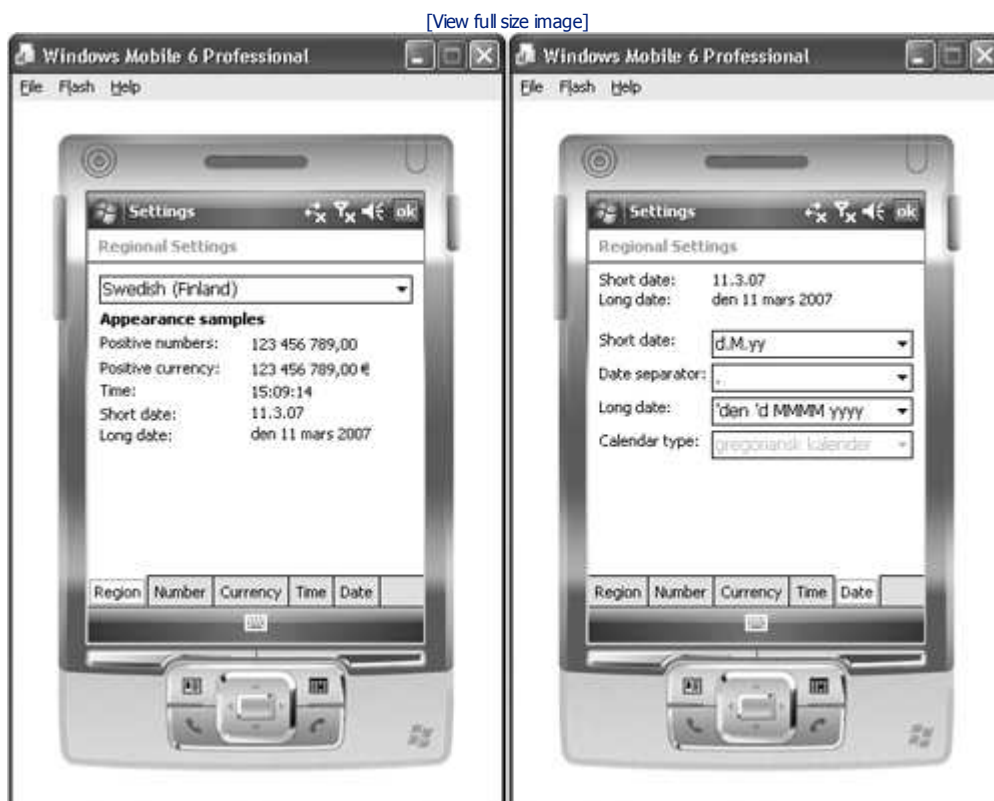 [View full size image]
Windows Mobile 6 Professional
File Flash Help
Settings ok
Regional Settings
Swedish (Finland)
Appearance samples
Positive numbers: 123 456 789,00
Positive currency: 123 456 789,00 €
Time: 15:09:14
Short date: 11.3.07
Long date: den 11 mars 2007
Region Number Currency Time Date
Windows Mobile 6 Professional
File Flash Help
Settings ok
Regional Settings
Short date: 11.3.07
Long date: den 11 mars 2007
Short date: d.M.yy
Date separator: .
Long date: 'den 'd MMMM yyyy
Calendar type: gregoriansk kalender
Region Number Currency Time Date